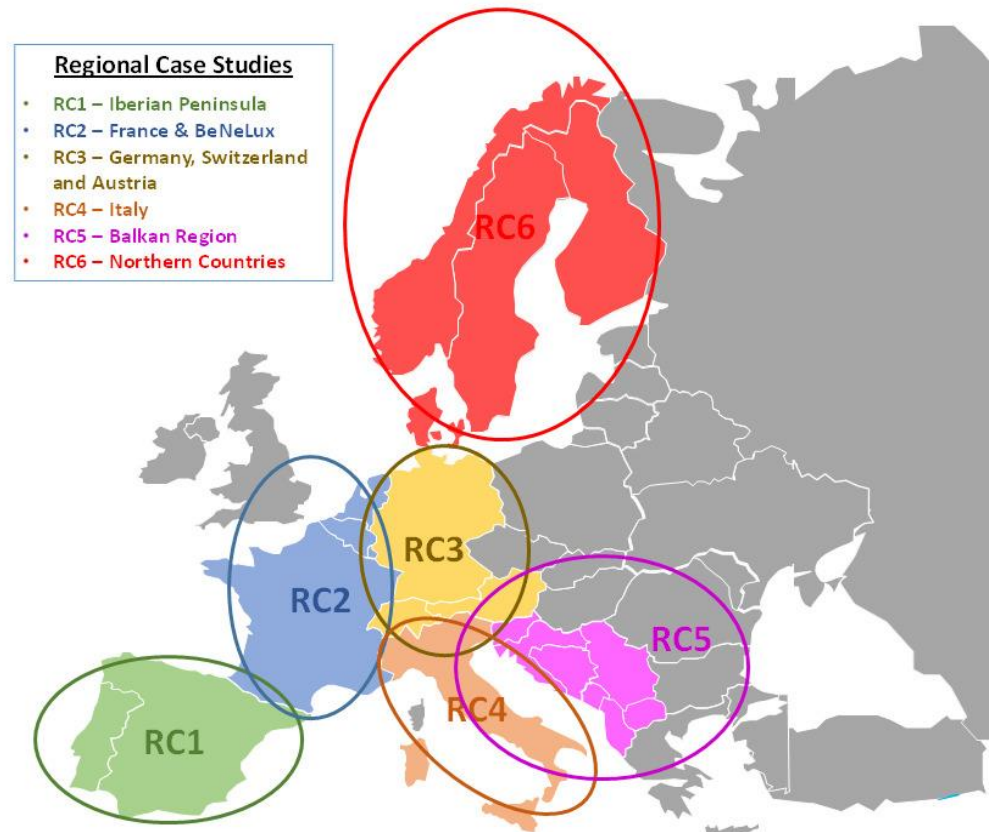 Regional Case Studies
• RC1 – Iberian Peninsula
• RC2 – France & BeNeLux
• RC3 – Germany, Switzerland
and Austria
• RC4 – Italy
• RC5 – Balkan Region
• RC6 – Northern Countries
RC6
RC3
RC2
RC5
RC4
RC1